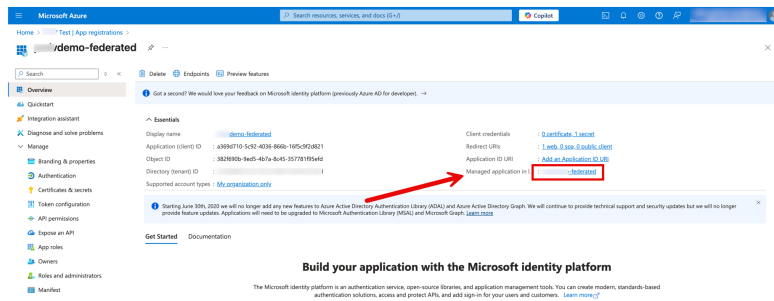 Microsoft Azure
Search resources, services, and docs (G+/)
Copilot
Home > Test | App registrations >
demo-federated
Search
Delete Endpoints Preview features
Overview
Got a second? We would love your feedback on Microsoft identity platform (previously Azure AD for developer). →
Quickstart
Integration assistant
Diagnose and solve problems
Manage
Branding & properties
Authentication
Certificates & secrets
Token configuration
API permissions
Expose an API
App roles
Owners
Roles and administrators
Manifest
Essentials
Display name : demo-federated
Application (client) ID : a369d710-5c92-4036-866b-16f5c9f2d821
Object ID : 382f690b-9ed5-4b7a-8c45-357781f95efd
Directory (tenant) ID :
Supported account types : My organization only
Client credentials : 0 certificate, 1 secret
Redirect URIs : 1 web, 0 spa, 0 public client
Application ID URI : Add an Application ID URI
Managed application in l... : -federated
Starting June 30th, 2020 we will no longer add any new features to Azure Active Directory Authentication Library (ADAL) and Azure Active Directory Graph. We will continue to provide technical support and security updates but we will no longer
provide feature updates. Applications will need to be upgraded to Microsoft Authentication Library (MSAL) and Microsoft Graph. Learn more
Get Started Documentation
Build your application with the Microsoft identity platform
The Microsoft identity platform is an authentication service, open-source libraries, and application management tools. You can create modern, standards-based
authentication solutions, access and protect APIs, and add sign-in for your users and customers. Learn more